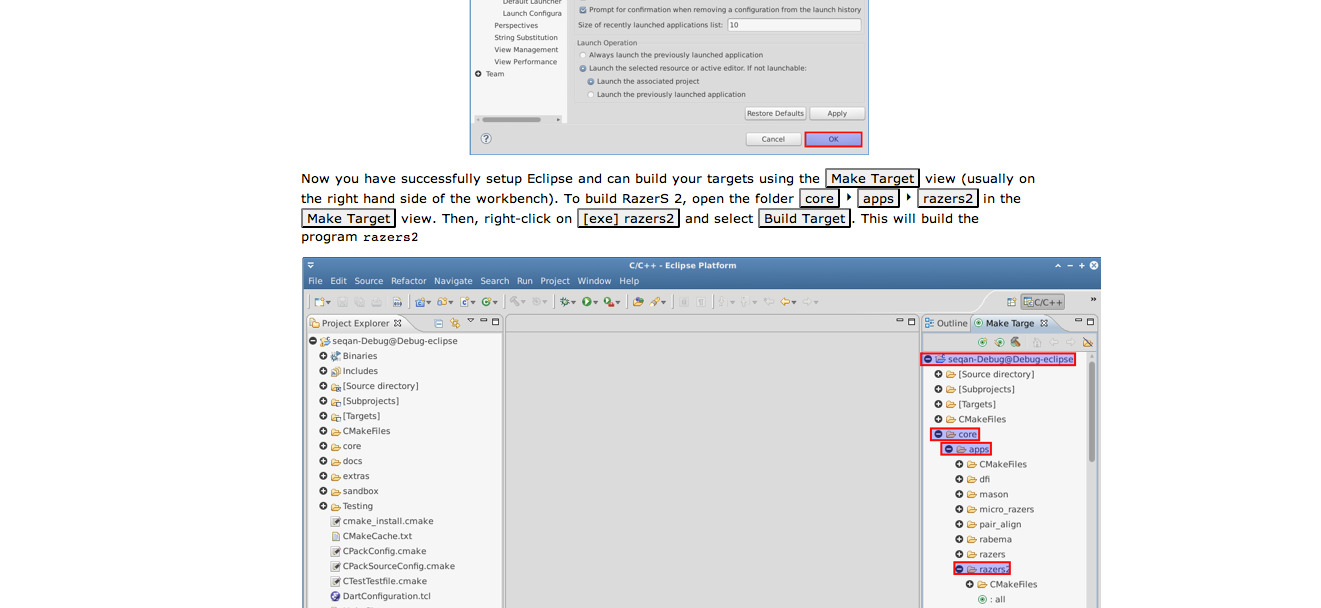 Default Launcher
Launch Configura
Perspectives
String Substitution
View Management
View Performance
Team
Prompt for confirmation when removing a configuration from the launch history
Size of recently launched applications list: 10
Launch Operation
Always launch the previously launched application
Launch the selected resource or active editor. If not launchable:
Launch the associated project
Launch the previously launched application
Restore Defaults Apply
Cancel OK
Now you have successfully setup Eclipse and can build your targets using the Make Target view (usually on
the right hand side of the workbench). To build RazerS 2, open the folder core apps razers2 in the
Make Target view. Then, right-click on [exe] razers2 and select Build Target. This will build the
program razers2
C/C++ - Eclipse Platform
File Edit Source Refactor Navigate Search Run Project Window Help
C/C++
Project Explorer
seqan-Debug@Debug-eclipse
Binaries
Includes
[Source directory]
[Subprojects]
[Targets]
CMakeFiles
core
docs
extras
sandbox
Testing
cmake_install.cmake
CMakeCache.txt
CPackConfig.cmake
CPackSourceConfig.cmake
CTestTestfile.cmake
DartConfiguration.tcl
Outline Make Targe
seqan-Debug@Debug-eclipse
[Source directory]
[Subprojects]
[Targets]
CMakeFiles
core
apps
CMakeFiles
dfi
mason
micro_razers
pair_align
rabema
razers
razers2
CMakeFiles
: all